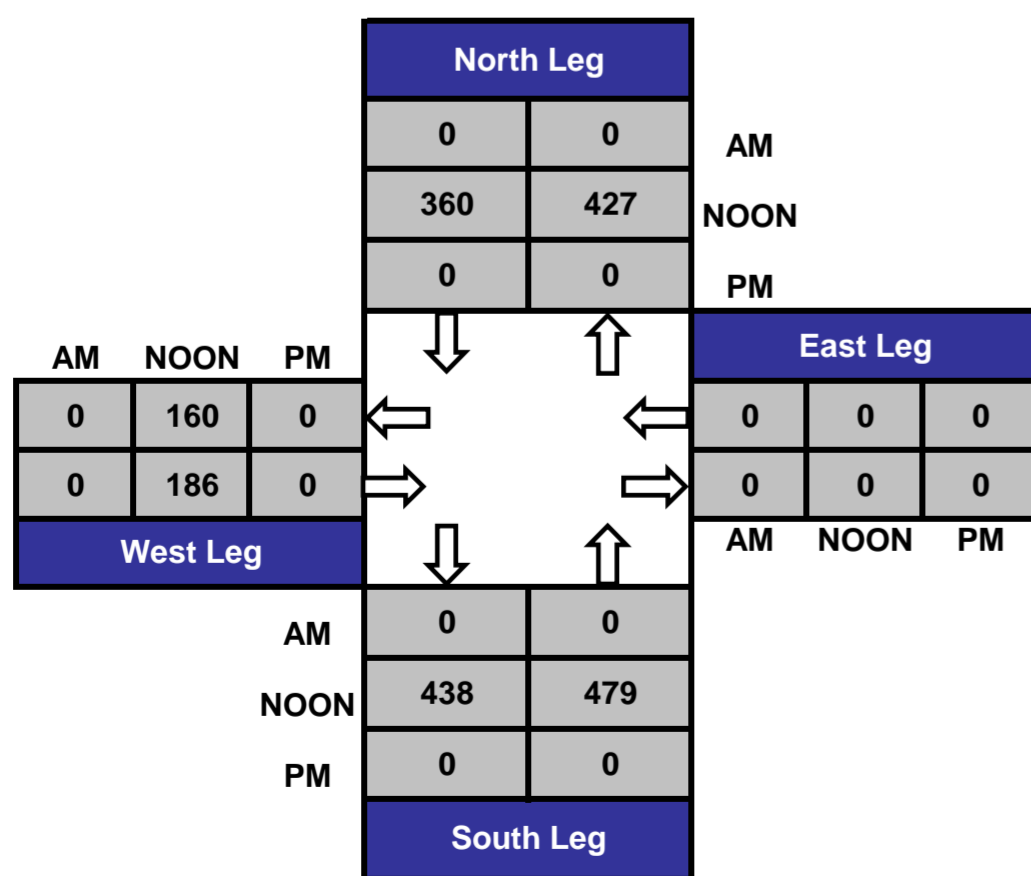 North Leg
0 0 AM
360 427 NOON
0 0 PM
East Leg
AM NOON PM
0 160 0 0 0 0
0 186 0 0 0 0
West Leg AM NOON PM
AM 0 0
NOON 438 479
PM 0 0
South Leg